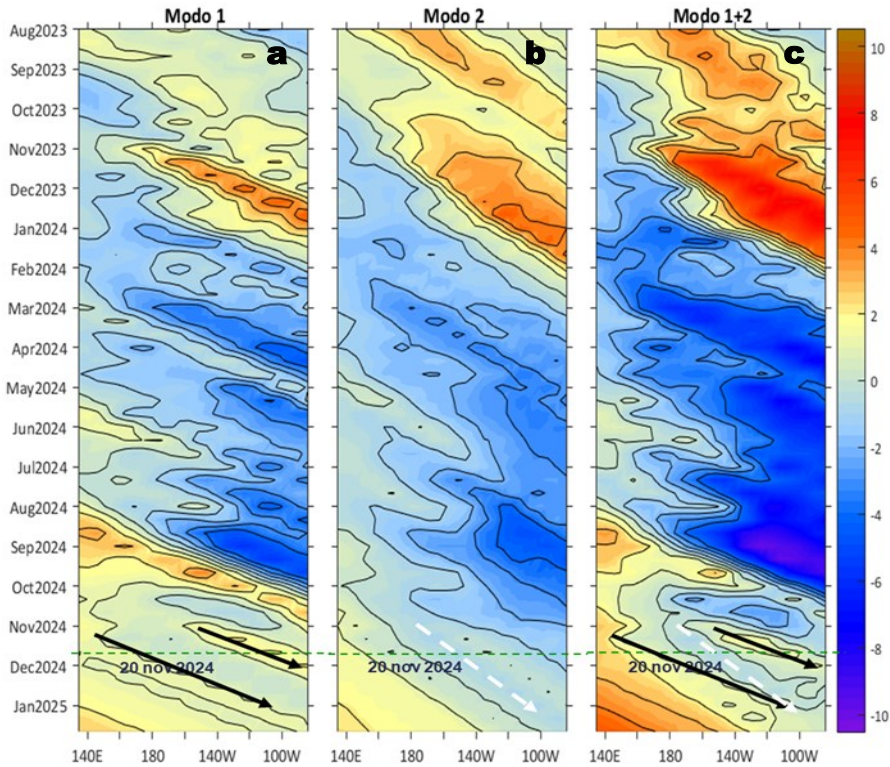 Modo 1
Modo 2
Modo 1+2
a
b
c
Aug2023
Sep2023
Oct2023
Nov2023
Dec2023
Jan2024
Feb2024
Mar2024
Apr2024
May2024
Jun2024
Jul2024
Aug2024
Sep2024
Oct2024
Nov2024
Dec2024
Jan2025
20 nov 2024
20 nov 2024
20 nov 2024
140E 180 140W 100W
140E 180 140W 100W
140E 180 140W 100W
10
8
6
4
2
0
-2
-4
-6
-8
-10